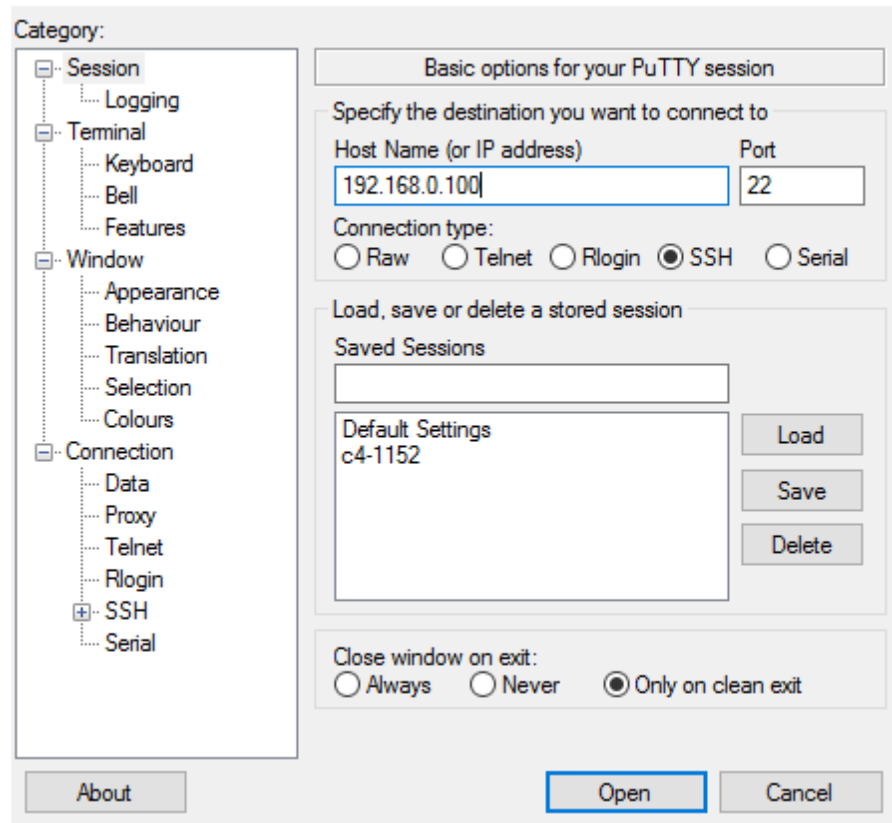 Category:
Session
Logging
Terminal
Keyboard
Bell
Features
Window
Appearance
Behaviour
Translation
Selection
Colours
Connection
Data
Proxy
Telnet
Rlogin
SSH
Serial
Basic options for your PuTTY session
Specify the destination you want to connect to
Host Name (or IP address) Port
192.168.0.100 22
Connection type:
Raw Telnet Rlogin SSH Serial
Load, save or delete a stored session
Saved Sessions
Default Settings
c4-1152
Load
Save
Delete
Close window on exit:
Always Never Only on clean exit
About Open Cancel